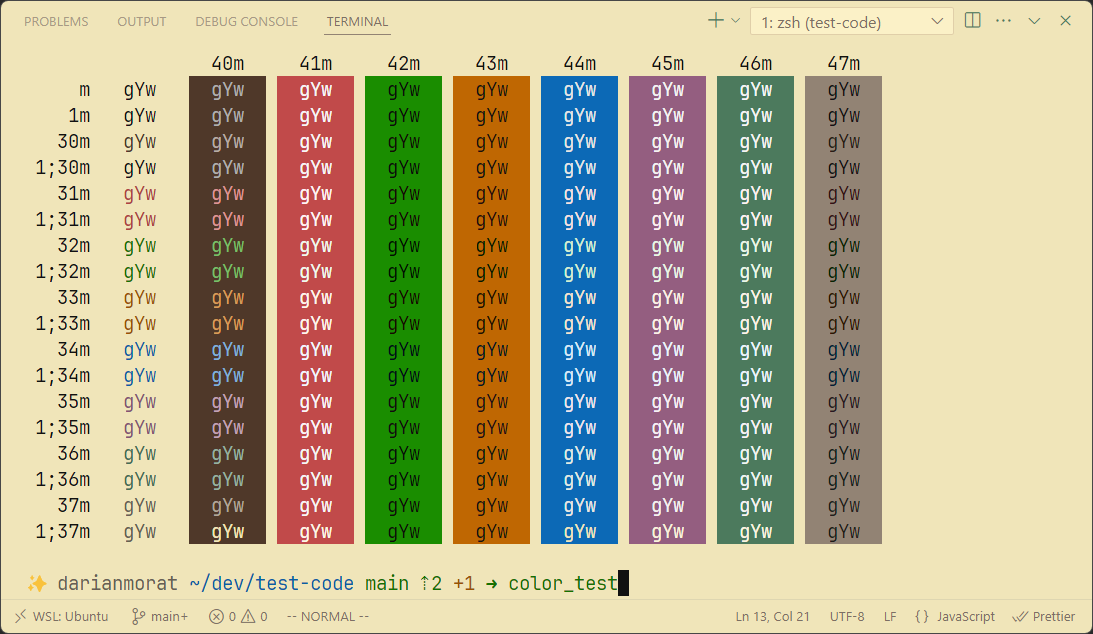 PROBLEMS OUTPUT DEBUG CONSOLE TERMINAL 1: zsh (test-code)
40m 41m 42m 43m 44m 45m 46m 47m
m gYw gYw gYw gYw gYw gYw gYw gYw gYw
1m gYw gYw gYw gYw gYw gYw gYw gYw gYw
30m gYw gYw gYw gYw gYw gYw gYw gYw gYw
1;30m gYw gYw gYw gYw gYw gYw gYw gYw gYw
31m gYw gYw gYw gYw gYw gYw gYw gYw gYw
1;31m gYw gYw gYw gYw gYw gYw gYw gYw gYw
32m gYw gYw gYw gYw gYw gYw gYw gYw gYw
1;32m gYw gYw gYw gYw gYw gYw gYw gYw gYw
33m gYw gYw gYw gYw gYw gYw gYw gYw gYw
1;33m gYw gYw gYw gYw gYw gYw gYw gYw gYw
34m gYw gYw gYw gYw gYw gYw gYw gYw gYw
1;34m gYw gYw gYw gYw gYw gYw gYw gYw gYw
35m gYw gYw gYw gYw gYw gYw gYw gYw gYw
1;35m gYw gYw gYw gYw gYw gYw gYw gYw gYw
36m gYw gYw gYw gYw gYw gYw gYw gYw gYw
1;36m gYw gYw gYw gYw gYw gYw gYw gYw gYw
37m gYw gYw gYw gYw gYw gYw gYw gYw gYw
1;37m gYw gYw gYw gYw gYw gYw gYw gYw gYw
✨ darianmorat ~/dev/test-code main ⇡2 +1 ➜ color_test
WSL: Ubuntu main+ 0 0 -- NORMAL -- Ln 13, Col 21 UTF-8 LF {} JavaScript Prettier